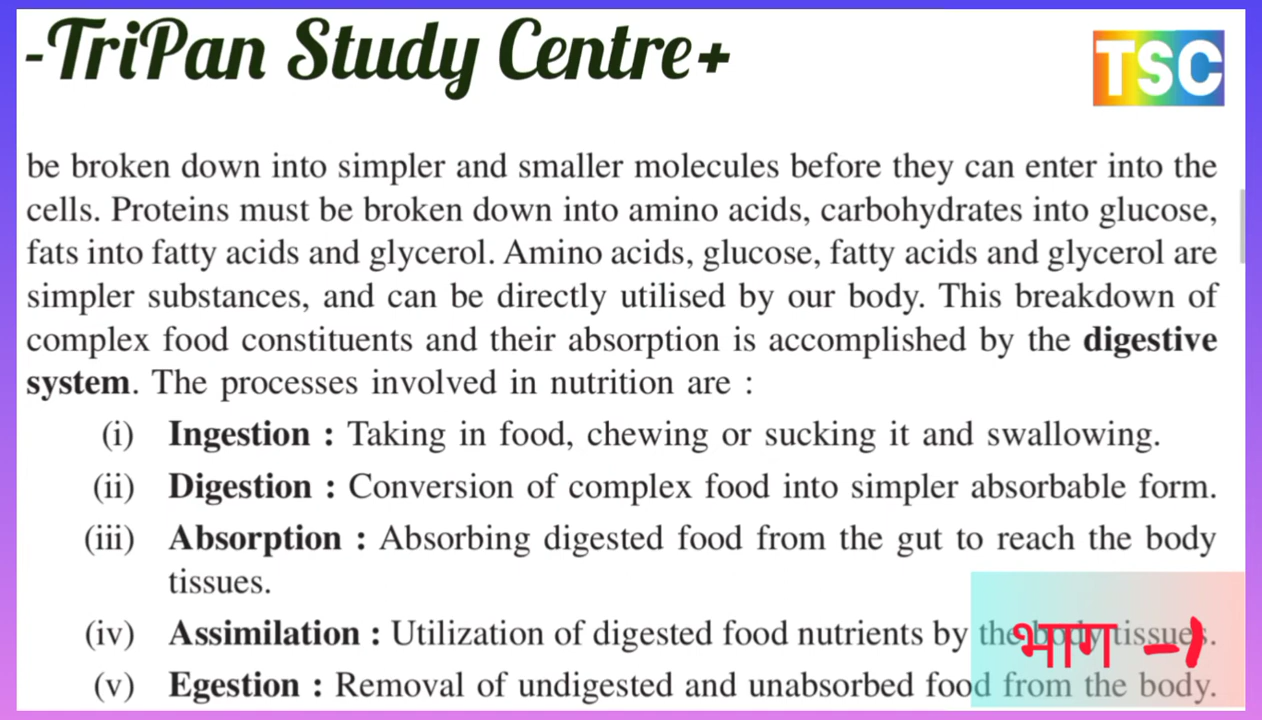 -TriPan Study Centre+
TSC
be broken down into simpler and smaller molecules before they can enter into the
cells. Proteins must be broken down into amino acids, carbohydrates into glucose,
fats into fatty acids and glycerol. Amino acids, glucose, fatty acids and glycerol are
simpler substances, and can be directly utilised by our body. This breakdown of
complex food constituents and their absorption is accomplished by the digestive
system. The processes involved in nutrition are :
(i) Ingestion : Taking in food, chewing or sucking it and swallowing.
(ii) Digestion : Conversion of complex food into simpler absorbable form.
(iii) Absorption : Absorbing digested food from the gut to reach the body
tissues.
(iv) Assimilation : Utilization of digested food nutrients by the body tissues.
भाग -१
(v) Egestion : Removal of undigested and unabsorbed food from the body.